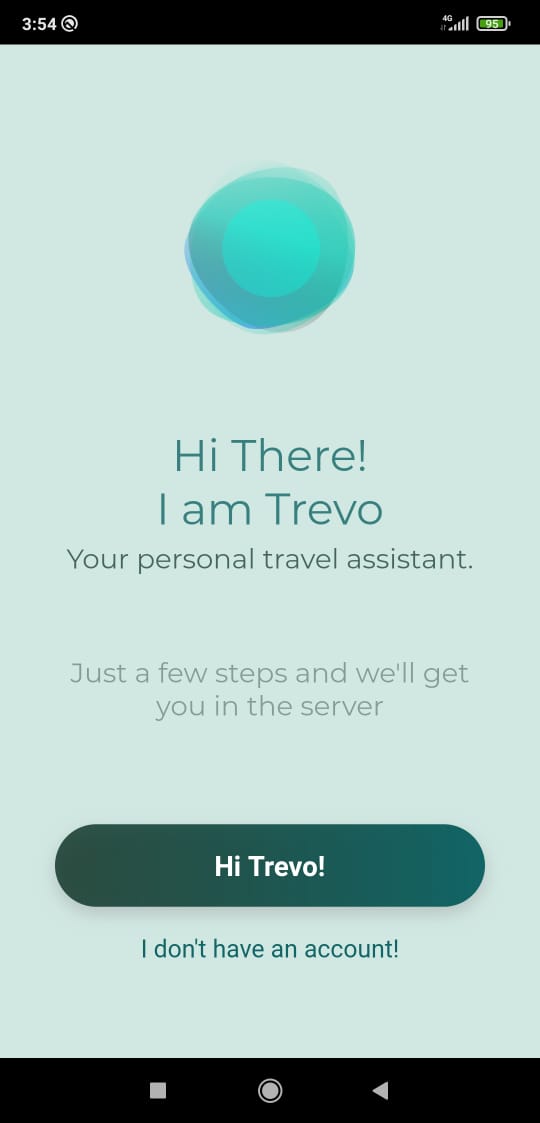 3:54
4G
95
Hi There!
I am Trevo
Your personal travel assistant.
Just a few steps and we'll get
you in the server
Hi Trevo!
I don't have an account!